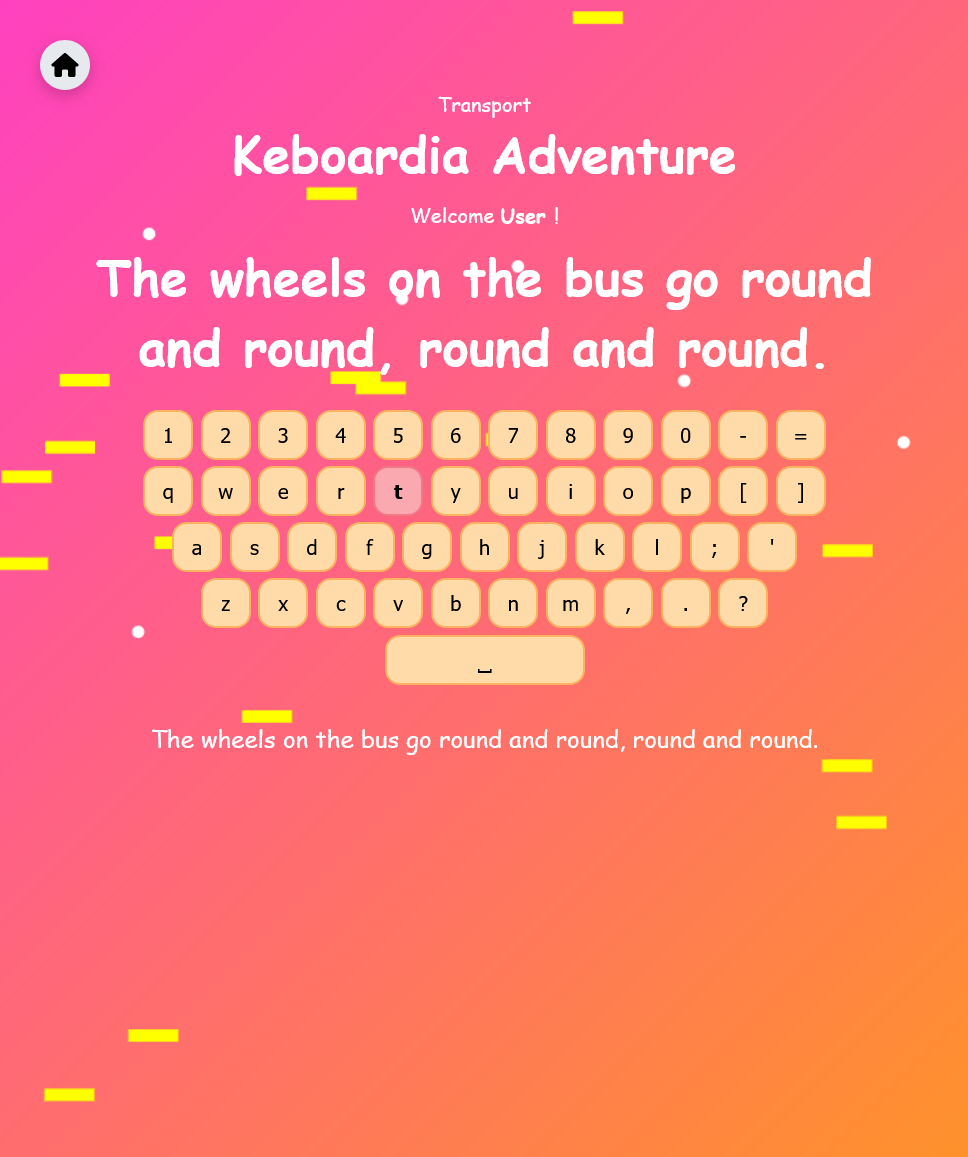 Transport
Keboardia Adventure
Welcome User !
The wheels on the bus go round
and round, round and round.
1 2 3 4 5 6 7 8 9 0 - =
q w e r t y u i o p [ ]
a s d f g h j k l ; '
z x c v b n m , . ?
⎵
The wheels on the bus go round and round, round and round.